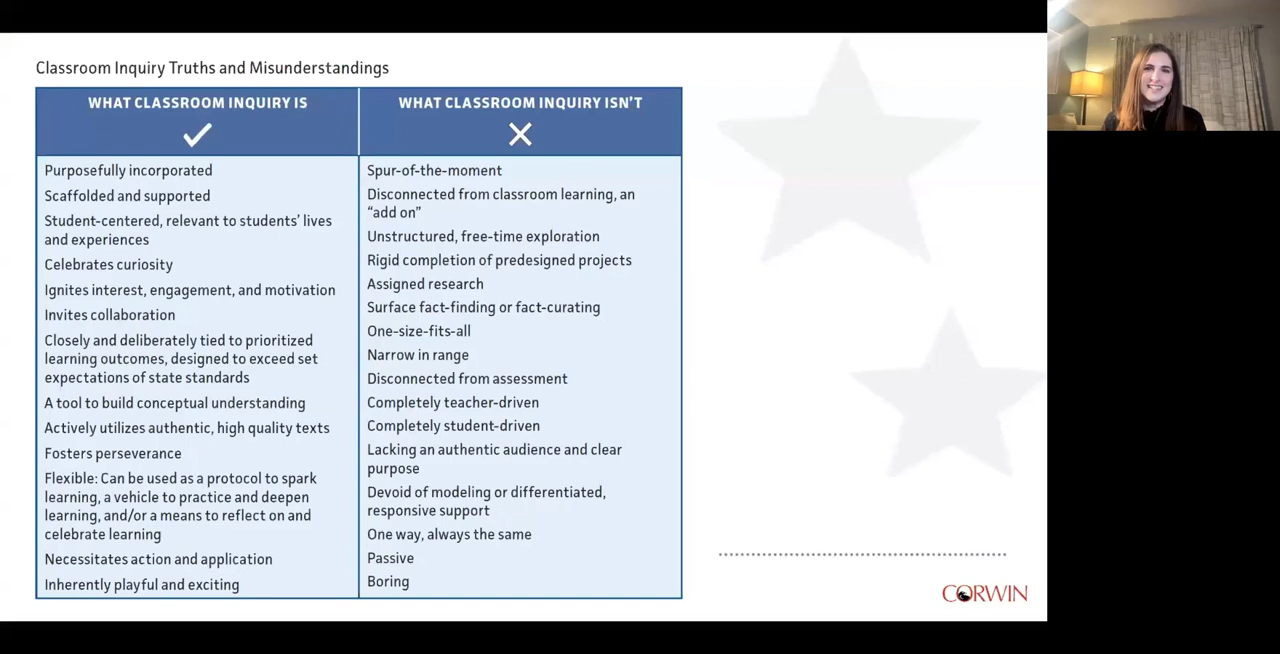 Classroom Inquiry Truths and Misunderstandings
WHAT CLASSROOM INQUIRY IS
Purposefully incorporated
Scaffolded and supported
Student-centered, relevant to students’ lives
and experiences
Celebrates curiosity
Ignites interest, engagement, and motivation
Invites collaboration
Closely and deliberately tied to prioritized
learning outcomes, designed to exceed set
expectations of state standards
A tool to build conceptual understanding
Actively utilizes authentic, high quality texts
Fosters perseverance
Flexible: Can be used as a protocol to spark
learning, a vehicle to practice and deepen
learning, and/or a means to reflect on and
celebrate learning
Necessitates action and application
Inherently playful and exciting
WHAT CLASSROOM INQUIRY ISN’T
Spur-of-the-moment
Disconnected from classroom learning, an
“add on”
Unstructured, free-time exploration
Rigid completion of predesigned projects
Assigned research
Surface fact-finding or fact-curating
One-size-fits-all
Narrow in range
Disconnected from assessment
Completely teacher-driven
Completely student-driven
Lacking an authentic audience and clear
purpose
Devoid of modeling or differentiated,
responsive support
One way, always the same
Passive
Boring
CORWIN